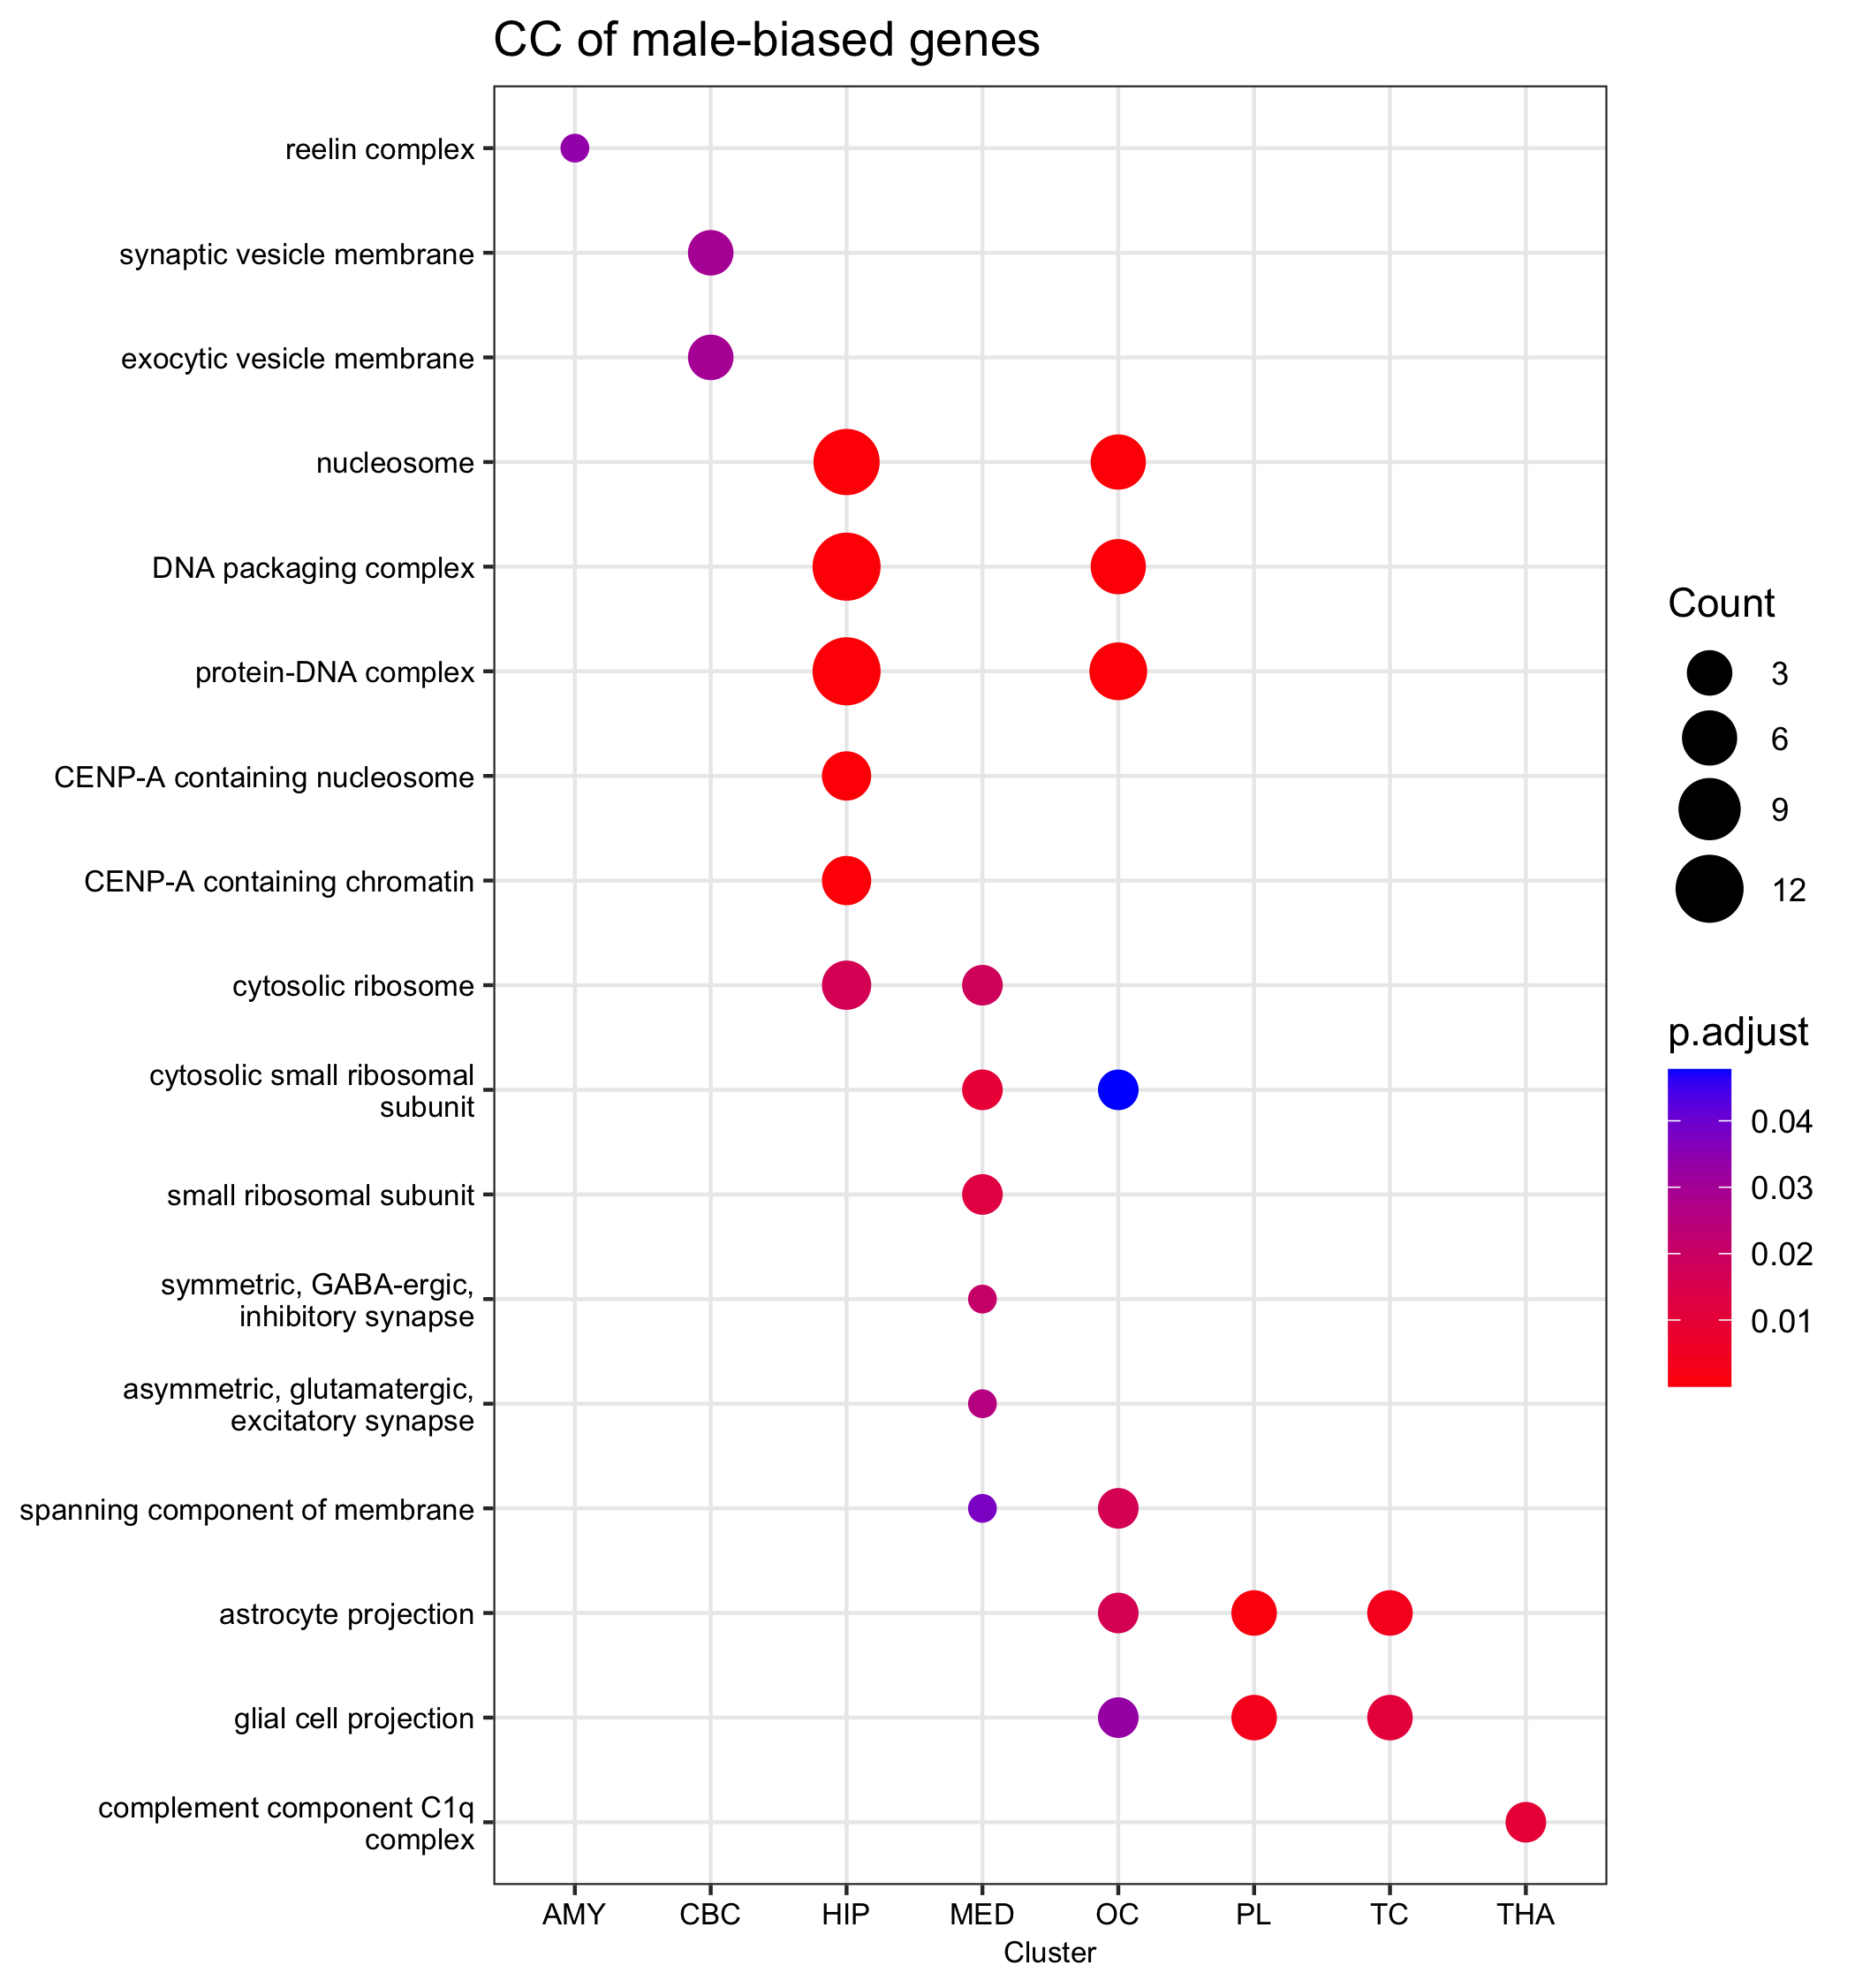 CC of male-biased genes
reelin complex
synaptic vesicle membrane
exocytic vesicle membrane
nucleosome
DNA packaging complex
protein-DNA complex
CENP-A containing nucleosome
CENP-A containing chromatin
cytosolic ribosome
cytosolic small ribosomal
subunit
small ribosomal subunit
symmetric, GABA-ergic,
inhibitory synapse
asymmetric, glutamatergic,
excitatory synapse
spanning component of membrane
astrocyte projection
glial cell projection
complement component C1q
complex
AMY CBC HIP MED OC PL TC THA
Cluster
Count
3
6
9
12
p.adjust
0.04
0.03
0.02
0.01